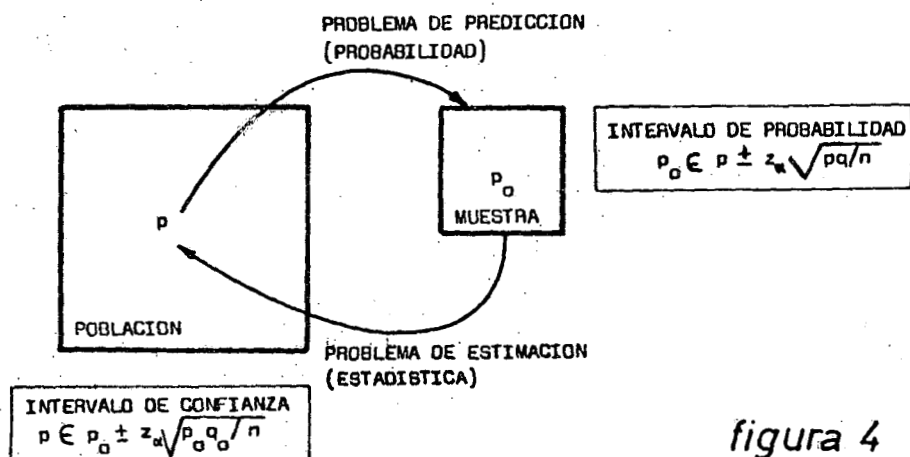 PROBLEMA DE PREDICCION
(PROBABILIDAD)
INTERVALO DE PROBABILIDAD
p₀ ∈ p ± z_α √pq/n
p₀
MUESTRA
p
POBLACION
PROBLEMA DE ESTIMACION
(ESTADISTICA)
INTERVALO DE CONFIANZA
p ∈ p₀ ± z_α √p₀q₀/n
figura 4